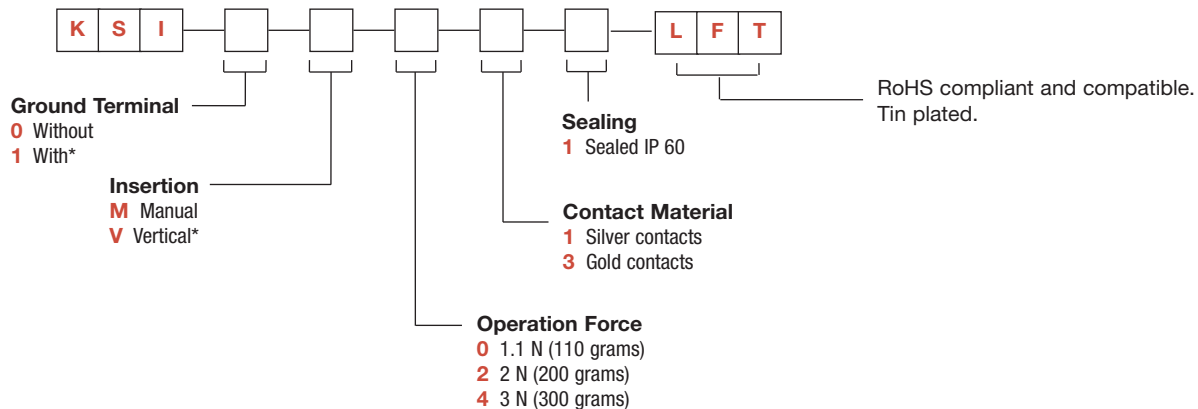 K S I L F T
RoHS compliant and compatible.
Tin plated.
Ground Terminal
0 Without
1 With*
Sealing
1 Sealed IP 60
Insertion
M Manual
V Vertical*
Contact Material
1 Silver contacts
3 Gold contacts
Operation Force
0 1.1 N (110 grams)
2 2 N (200 grams)
4 3 N (300 grams)